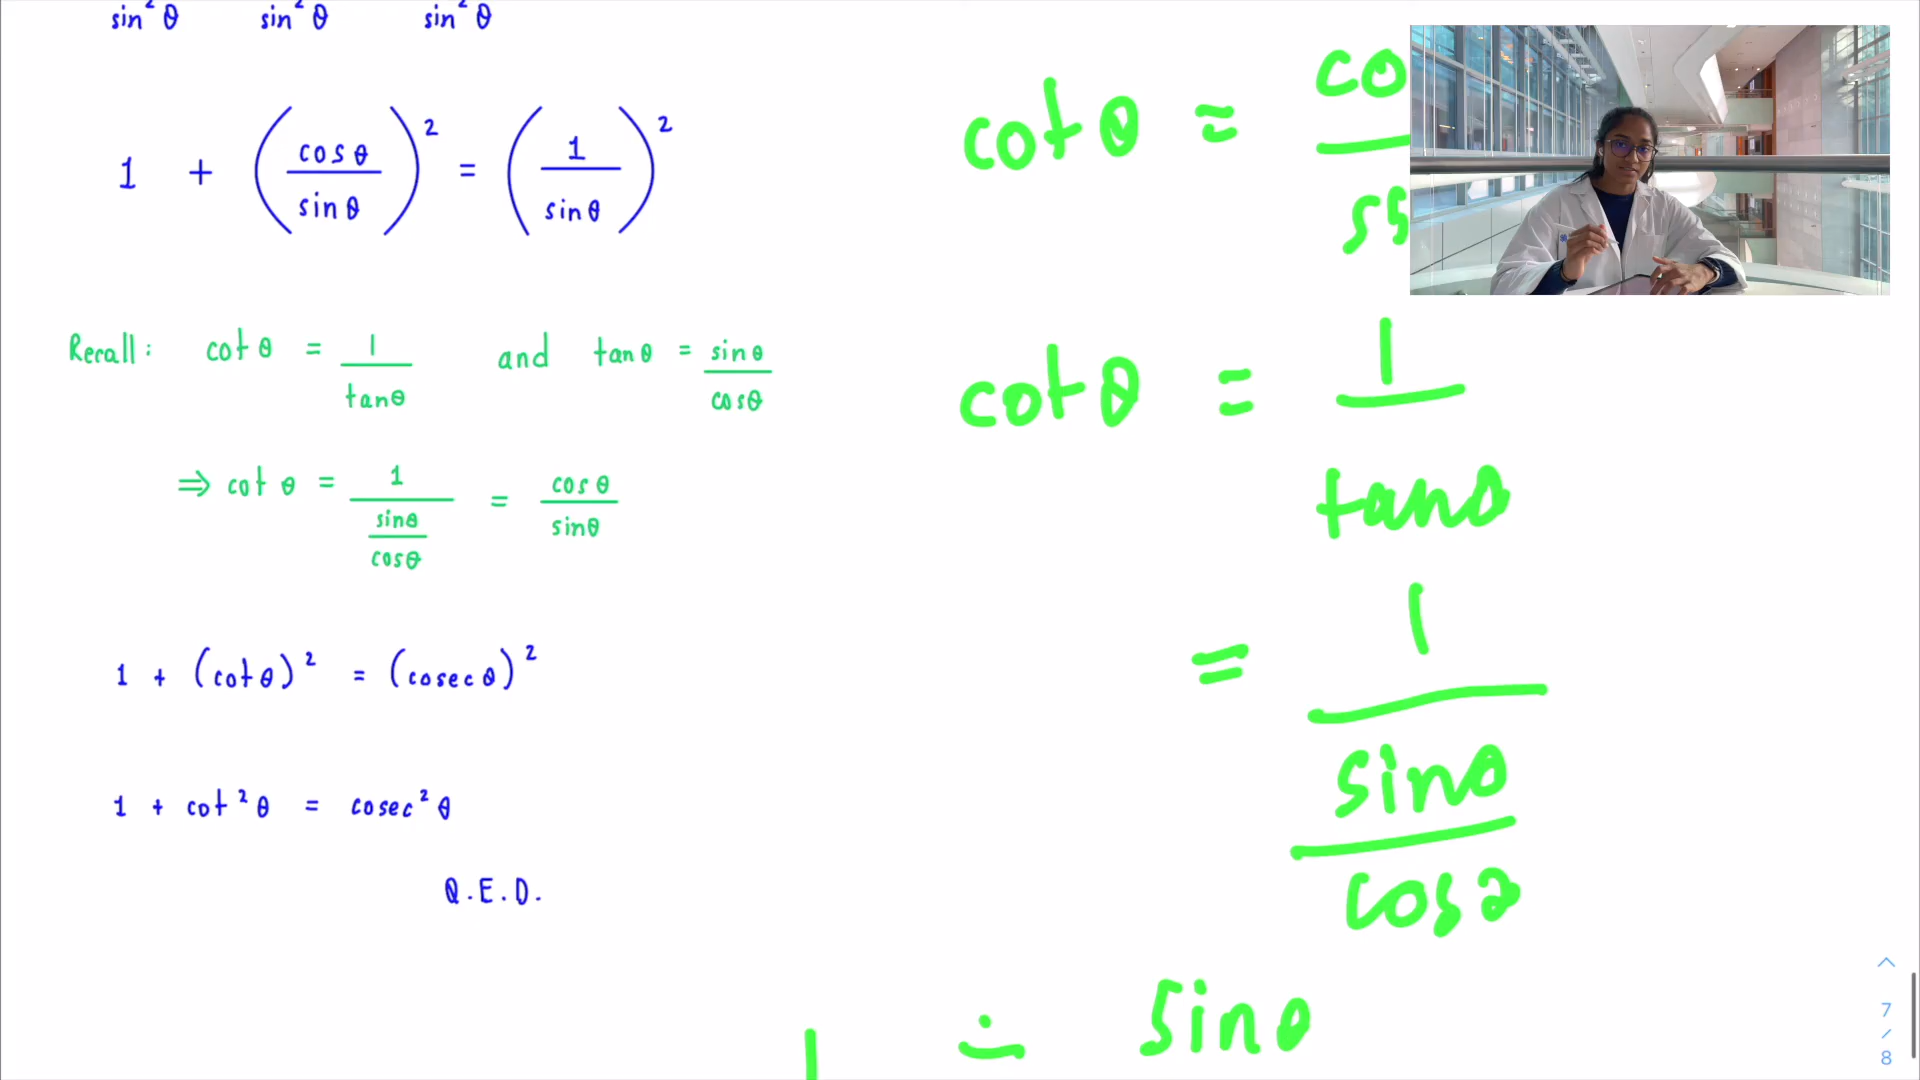 sin²θ sin²θ sin²θ
1 + (cosθ/sinθ)² = (1/sinθ)²
Recall: cotθ = 1/tanθ and tanθ = sinθ/cosθ
⇒ cotθ = 1/(sinθ/cosθ) = cosθ/sinθ
1 + (cotθ)² = (cosecθ)²
1 + cot²θ = cosec²θ
Q.E.D.
cotθ =
cotθ = 1/tanθ
= 1/(sinθ/cos
1 ÷ sinθ
7
/
8